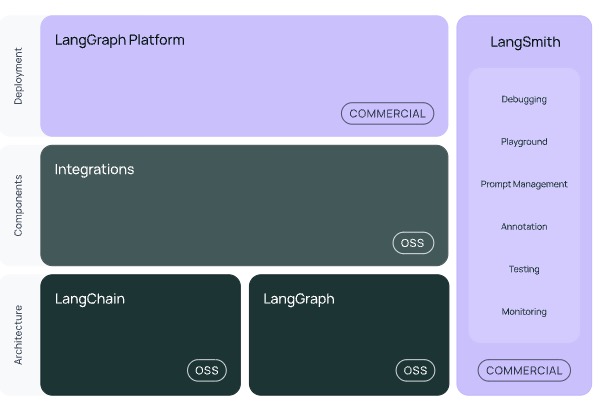 Deployment
LangGraph Platform
COMMERCIAL
Components
Integrations
OSS
Architecture
LangChain
OSS
LangGraph
OSS
LangSmith
Debugging
Playground
Prompt Management
Annotation
Testing
Monitoring
COMMERCIAL